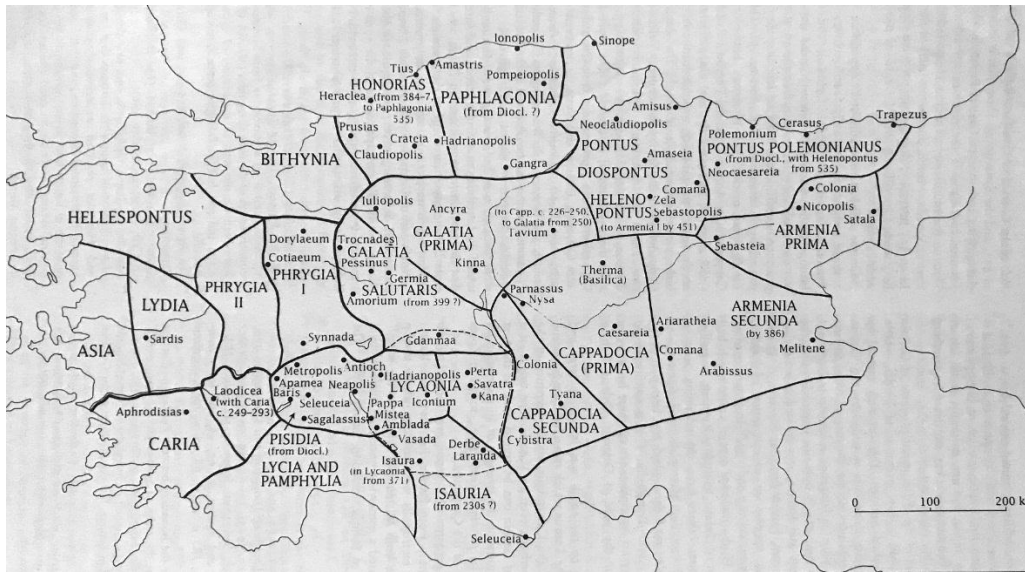 Ionopolis
Sinope
Amastris
Tius
HONORIAS
(from 384–7,
to Paphlagonia
535)
Heraclea
Pompeiopolis
PAPHLAGONIA
(from Diocl. ?)
Prusias
Crateia
Hadrianopolis
Claudiopolis
BITHYNIA
Gangra
Amisus
Neoclaudiopolis
PONTUS
Amaseia
DIOSPONTUS
Comana
HELENO
Zela
PONTUS
Sebastopolis
(to Armenia I by 451)
Trapezus
Cerasus
Polemonium
PONTUS POLEMONIANUS
(from Diocl., with Helenopontus
from 535)
Neocaesareia
Colonia
Nicopolis
Satala
ARMENIA
PRIMA
Sebasteia
HELLESPONTUS
Iuliopolis
Ancyra
GALATIA
(PRIMA)
(to Capp. c. 226–250,
to Galatia from 250)
Tavium
Kinna
Dorylaeum
Cotiaeum
PHRYGIA
I
PHRYGIA
II
Trocnades
GALATIA
Pessinus
Germia
SALUTARIS
(from 399 ?)
Amorium
Therma
(Basilica)
Parnassus
Nysa
Caesareia
CAPPADOCIA
(PRIMA)
ARMENIA
SECUNDA
(by 386)
Ariaratheia
Comana
Melitene
Arabissus
LYDIA
Sardis
ASIA
Synnada
Gdanmaa
Colonia
Tyana
CAPPADOCIA
SECUNDA
Cybistra
Metropolis
Antioch
Hadrianopolis
Perta
Apamea
Neapolis
LYCAONIA
Savatra
Baris
Pappa
Iconium
Kana
Seleuceia
Mistea
Sagalassus
Amblada
Vasada
Laodicea
(with Caria
c. 249–293)
Aphrodisias
CARIA
PISIDIA
(from Diocl.)
LYCIA AND
PAMPHYLIA
Derbe
Laranda
Isaura
(in Lycaonia
from 371)
ISAURIA
(from 230s ?)
Seleuceia
0 100 200 k